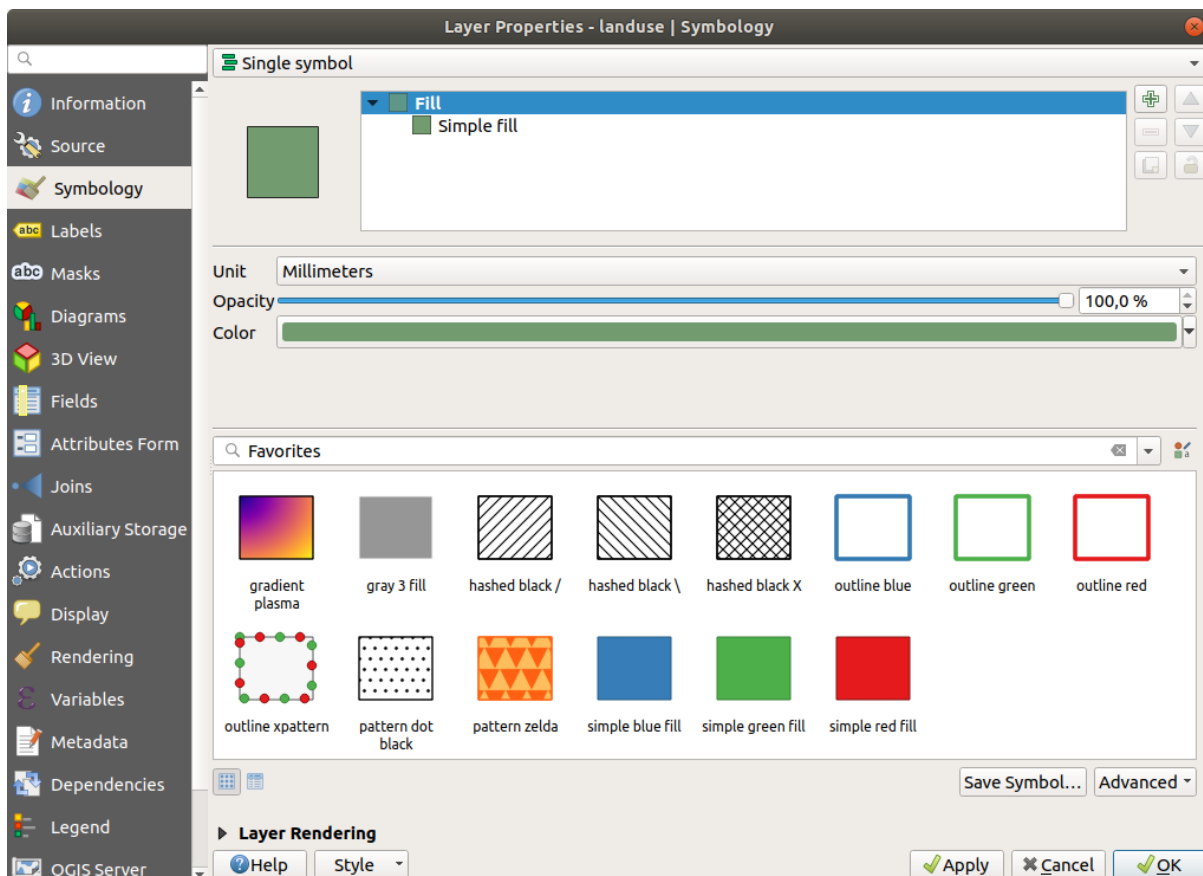 Layer Properties - landuse | Symbology
Single symbol
Information
Source
Symbology
Labels
Masks
Diagrams
3D View
Fields
Attributes Form
Joins
Auxiliary Storage
Actions
Display
Rendering
Variables
Metadata
Dependencies
Legend
QGIS Server
Fill
Simple fill
Unit
Millimeters
Opacity
100,0 %
Color
Favorites
gradient plasma
gray 3 fill
hashed black /
hashed black \
hashed black X
outline blue
outline green
outline red
outline xpattern
pattern dot black
pattern zelda
simple blue fill
simple green fill
simple red fill
Save Symbol...
Advanced
Layer Rendering
Help
Style
Apply
Cancel
OK